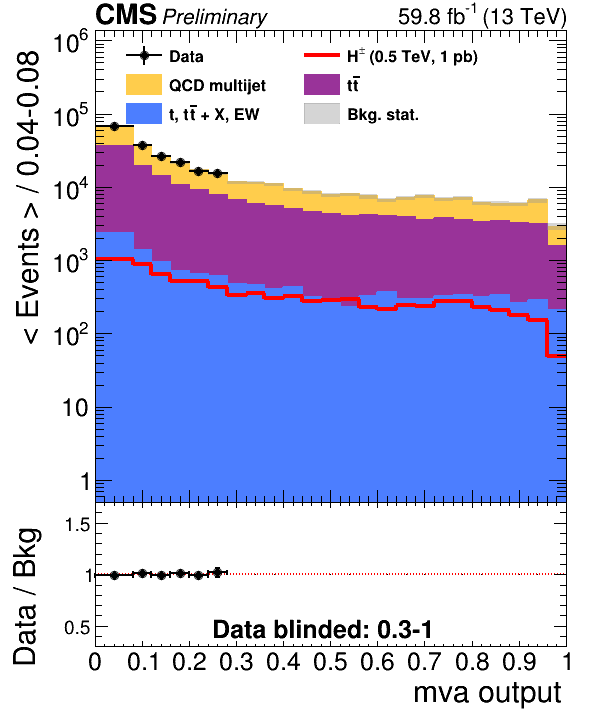 CMS Preliminary 59.8 fb⁻¹ (13 TeV)
< Events > / 0.04-0.08
10⁶
10⁵
10⁴
10³
10²
10
1
Data
H± (0.5 TeV, 1 pb)
QCD multijet
tt̄
t, tt̄ + X, EW
Bkg. stat.
Data / Bkg
1.5
1
0.5
Data blinded: 0.3-1
0 0.1 0.2 0.3 0.4 0.5 0.6 0.7 0.8 0.9 1
mva output